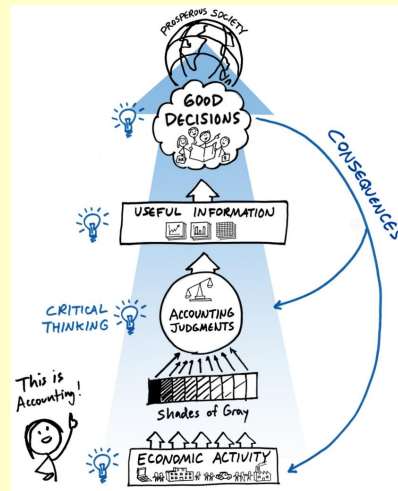 PROSPEROUS SOCIETY
GOOD
DECISIONS
CONSEQUENCES
USEFUL INFORMATION
CRITICAL
THINKING
ACCOUNTING
JUDGMENTS
Shades of Gray
This is
Accounting!
ECONOMIC ACTIVITY